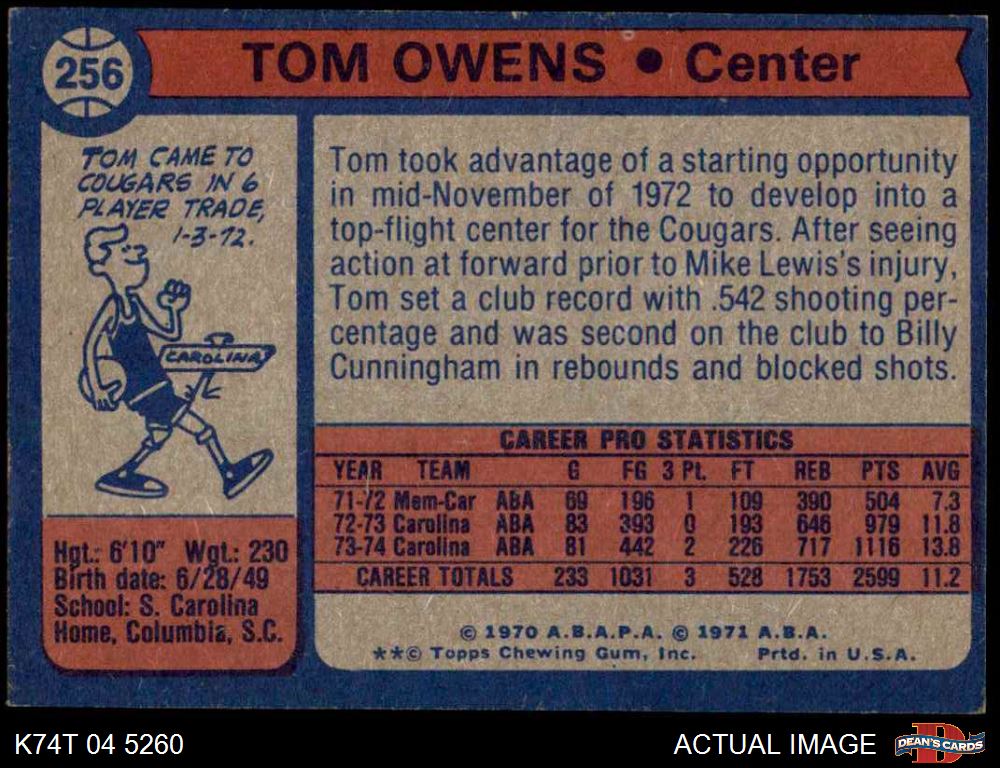 256
TOM OWENS • Center
TOM CAME TO
COUGARS IN 6
PLAYER TRADE,
1-3-72.
CAROLINA
Hgt.: 6'10" Wgt.: 230
Birth date: 6/28/49
School: S. Carolina
Home, Columbia, S.C.
Tom took advantage of a starting opportunity
in mid-November of 1972 to develop into a
top-flight center for the Cougars. After seeing
action at forward prior to Mike Lewis's injury,
Tom set a club record with .542 shooting per-
centage and was second on the club to Billy
Cunningham in rebounds and blocked shots.
CAREER PRO STATISTICS
YEAR TEAM G FG 3 Pt. FT REB PTS AVG
71-72 Mem-Car ABA 69 196 1 109 390 504 7.3
72-73 Carolina ABA 83 393 0 193 646 979 11.8
73-74 Carolina ABA 81 442 2 226 717 1116 13.8
CAREER TOTALS 233 1031 3 528 1753 2599 11.2
© 1970 A.B.A.P.A. © 1971 A.B.A.
**© Topps Chewing Gum, Inc. Prtd. in U.S.A.
K74T 04 5260
ACTUAL IMAGE
D
DEAN'S CARDS